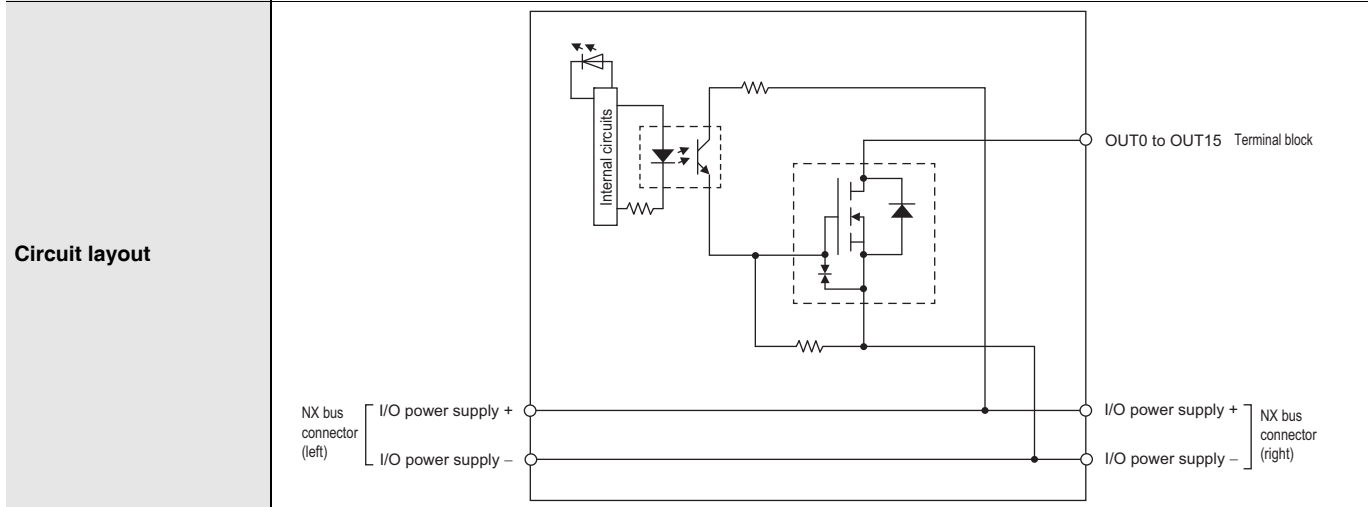 Circuit layout
Internal circuits
OUT0 to OUT15 Terminal block
NX bus
connector
(left)
I/O power supply +
I/O power supply –
I/O power supply +
I/O power supply –
NX bus
connector
(right)